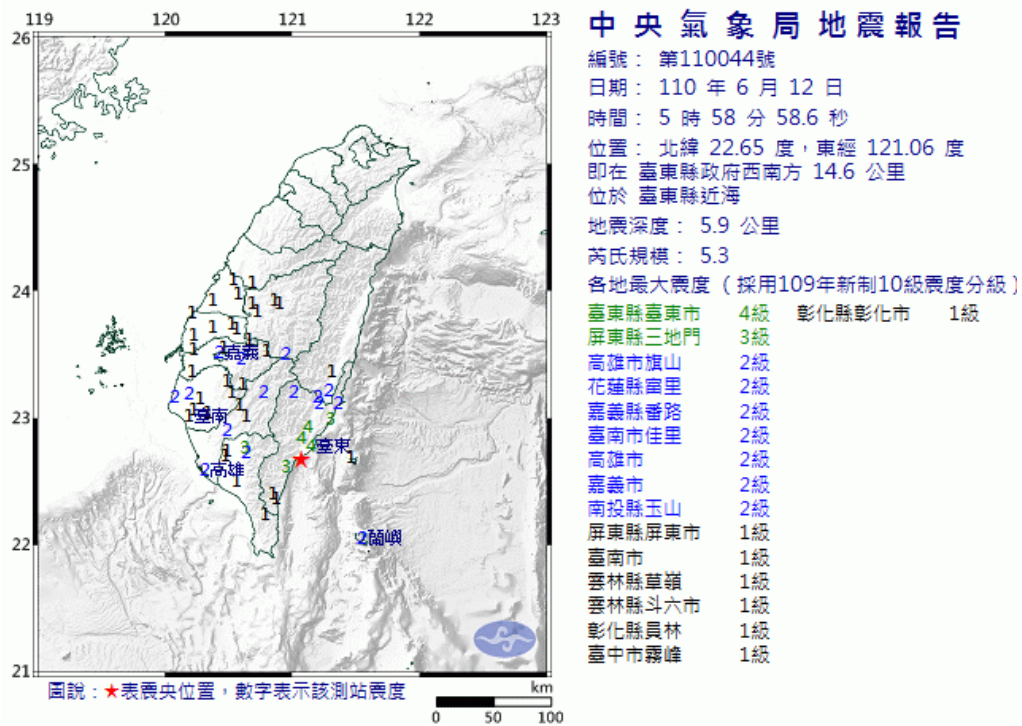 中央氣象局地震報告
編號： 第110044號
日期： 110 年 6 月 12 日
時間： 5 時 58 分 58.6 秒
位置： 北緯 22.65 度，東經 121.06 度
即在 臺東縣政府西南方 14.6 公里
位於 臺東縣近海
地震深度： 5.9 公里
芮氏規模： 5.3
各地最大震度（採用109年新制10級震度分級）
臺東縣臺東市 4級 彰化縣彰化市 1級
屏東縣三地門 3級
高雄市旗山 2級
花蓮縣富里 2級
嘉義縣番路 2級
臺南市佳里 2級
高雄市 2級
嘉義市 2級
南投縣玉山 2級
屏東縣屏東市 1級
臺南市 1級
雲林縣草嶺 1級
雲林縣斗六市 1級
彰化縣員林 1級
臺中市霧峰 1級
119 120 121 122 123
26
25
24
23
22
21
嘉義
臺南
高雄
臺東
蘭嶼
圖說：★表震央位置，數字表示該測站震度
km
0 50 100